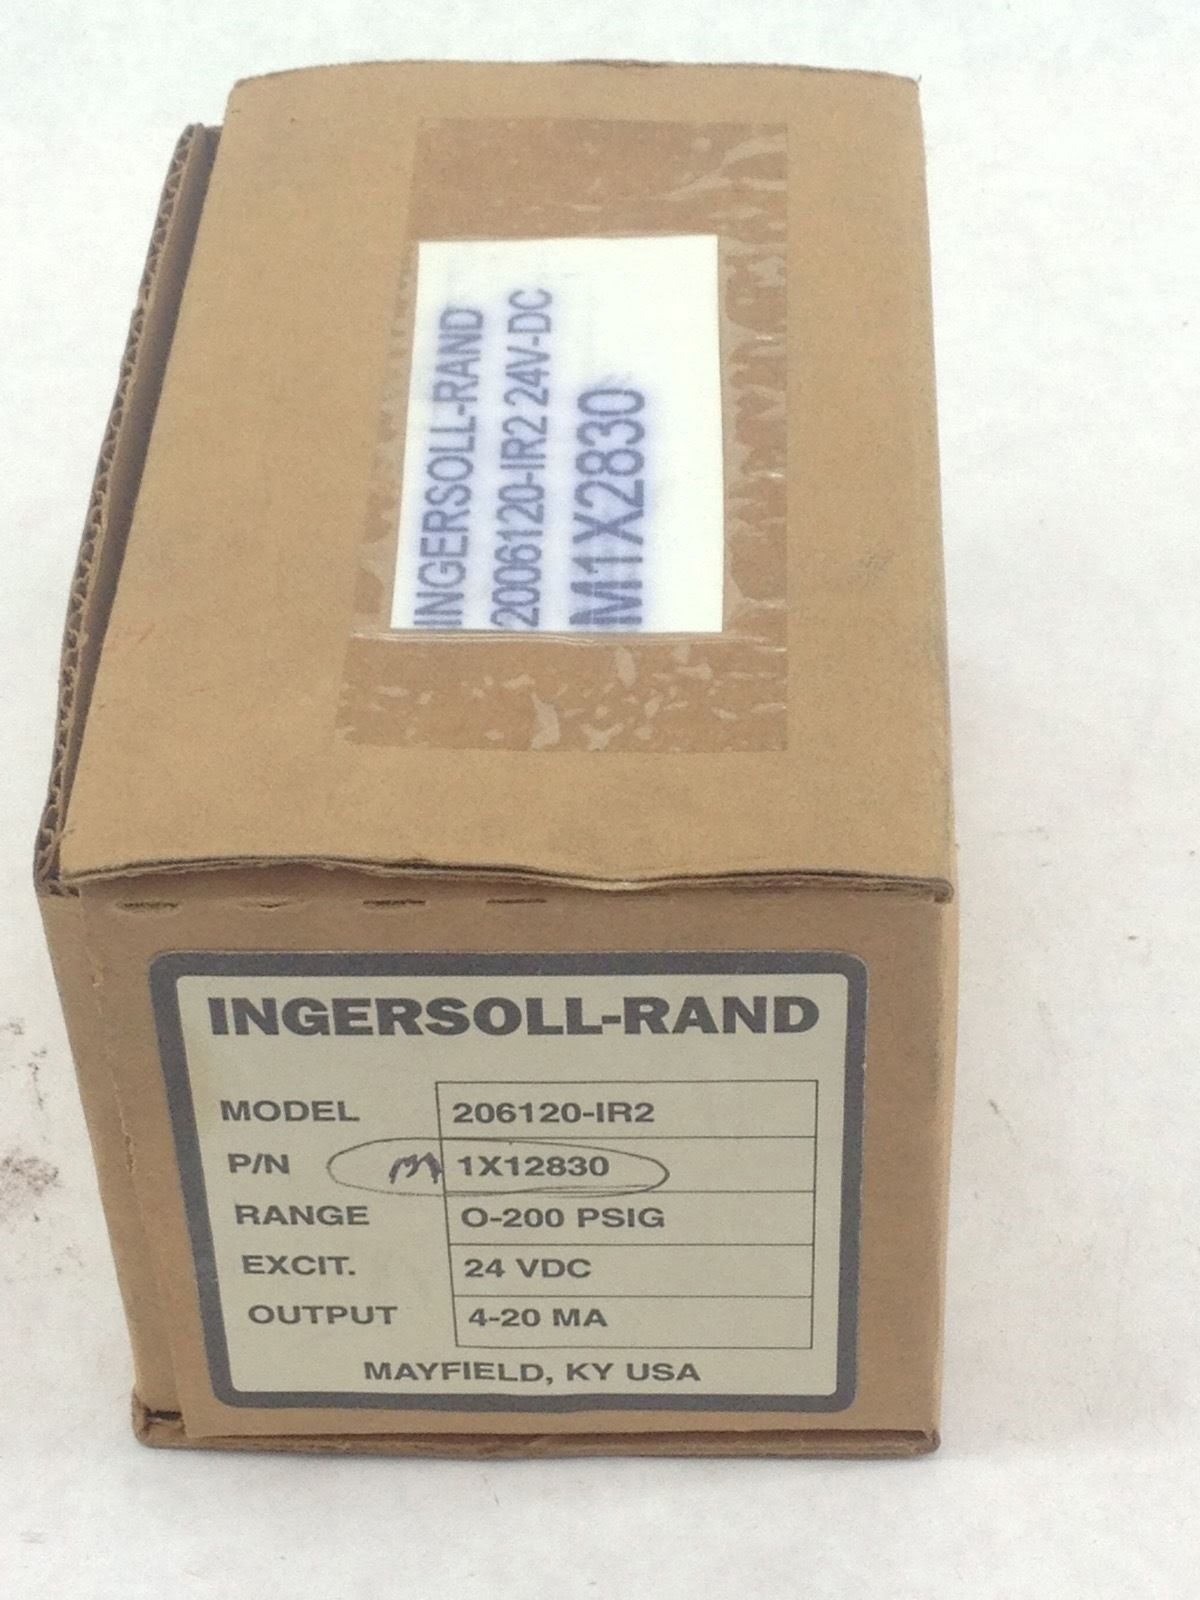 INGERSOLL-RAND
2006120-IR2 24V-DC
M1X2830
INGERSOLL-RAND
MODEL 206120-IR2
P/N M 1X12830
RANGE O-200 PSIG
EXCIT. 24 VDC
OUTPUT 4-20 MA
MAYFIELD, KY USA